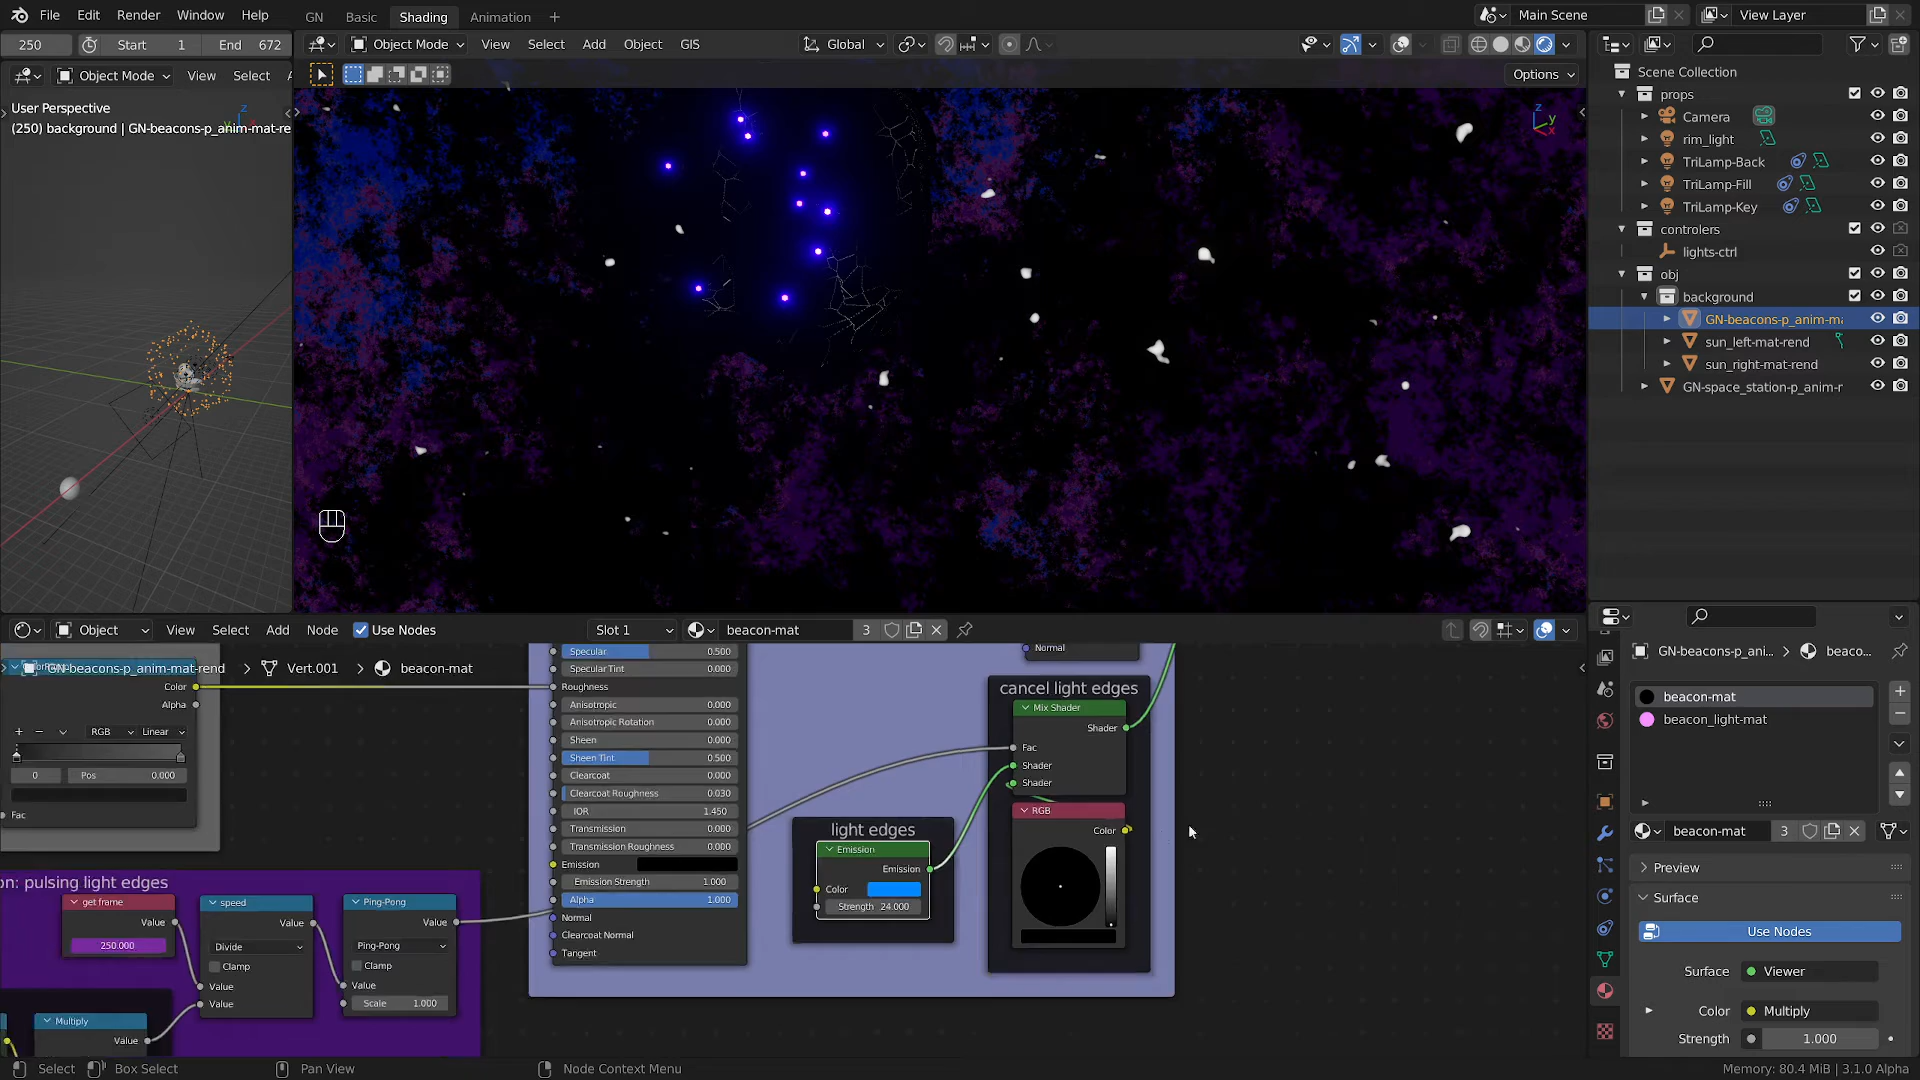 File Edit Render Window Help
GN Basic Shading Animation +
Main Scene
View Layer
250
Start 1
End 672
Object Mode
View Select Add Object GIS
Global
Object Mode
View
Select
Options
User Perspective
(250) background | GN-beacons-p_anim-mat-re
Z
Y
X
Scene Collection
props
Camera
rim_light
TriLamp-Back
TriLamp-Fill
TriLamp-Key
controlers
lights-ctrl
obj
background
GN-beacons-p_anim-ma
sun_left-mat-rend
sun_right-mat-rend
GN-space_station-p_anim-r
Object
View Select Add Node
Use Nodes
Slot 1
beacon-mat
3
GN-beacons-p_anim-mat-rend
Vert.001
beacon-mat
Color
Alpha
RGB
Linear
0
Pos 0.000
Fac
on: pulsing light edges
get frame
Value
250.000
speed
Value
Divide
Clamp
Value
Value
Ping-Pong
Value
Ping-Pong
Clamp
Value
Scale 1.000
Multiply
Value
Specular 0.500
Specular Tint 0.000
Roughness
Anisotropic 0.000
Anisotropic Rotation 0.000
Sheen 0.000
Sheen Tint 0.500
Clearcoat 0.000
Clearcoat Roughness 0.030
IOR 1.450
Transmission 0.000
Transmission Roughness 0.000
Emission
Emission Strength 1.000
Alpha 1.000
Normal
Clearcoat Normal
Tangent
light edges
Emission
Emission
Color
Strength 24.000
Normal
cancel light edges
Mix Shader
Shader
Fac
Shader
Shader
RGB
Color
GN-beacons-p_ani...
beaco...
beacon-mat
beacon_light-mat
beacon-mat
3
Preview
Surface
Use Nodes
Surface
Viewer
Color
Multiply
Strength
1.000
Select
Box Select
Pan View
Node Context Menu
Memory: 80.4 MiB | 3.1.0 Alpha